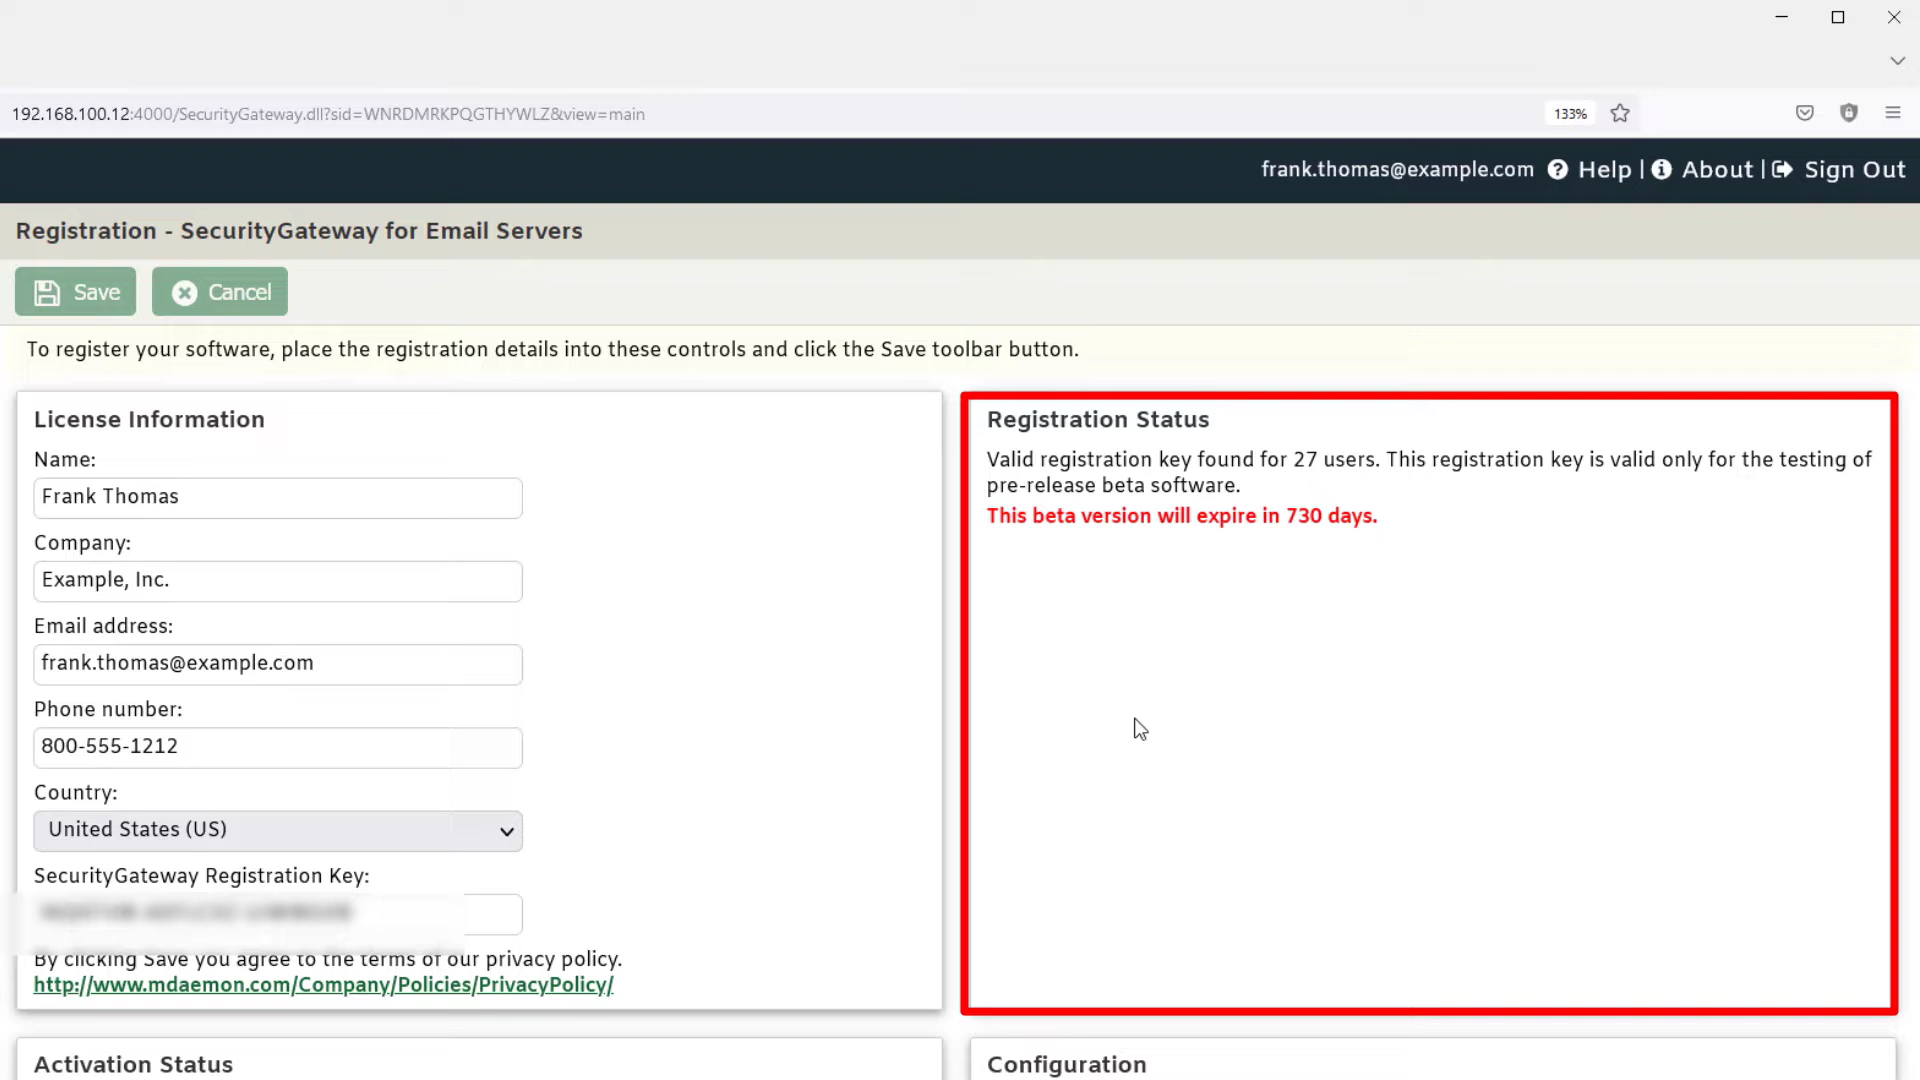 192.168.100.12:4000/SecurityGateway.dll?sid=WNRDMRKPQGTHYWLZ&view=main
133%
frank.thomas@example.com Help | About | Sign Out
Registration - SecurityGateway for Email Servers
Save Cancel
To register your software, place the registration details into these controls and click the Save toolbar button.
License Information
Name:
Frank Thomas
Company:
Example, Inc.
Email address:
frank.thomas@example.com
Phone number:
800-555-1212
Country:
United States (US)
SecurityGateway Registration Key:
By clicking Save you agree to the terms of our privacy policy.
http://www.mdaemon.com/Company/Policies/PrivacyPolicy/
Registration Status
Valid registration key found for 27 users. This registration key is valid only for the testing of
pre-release beta software.
This beta version will expire in 730 days.
Activation Status
Configuration